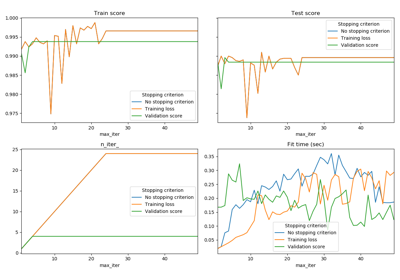 Train score
1.000
0.995
0.990
0.985
0.980
0.975
Stopping criterion
No stopping criterion
Training loss
Validation score
10
20
30
40
max_iter
Test score
Stopping criterion
No stopping criterion
Training loss
Validation score
10
20
30
40
max_iter
n_iter_
25
20
15
10
5
0
Stopping criterion
No stopping criterion
Training loss
Validation score
10
20
30
40
max_iter
Fit time (sec)
0.35
0.30
0.25
0.20
0.15
0.10
0.05
Stopping criterion
No stopping criterion
Training loss
Validation score
10
20
30
40
max_iter